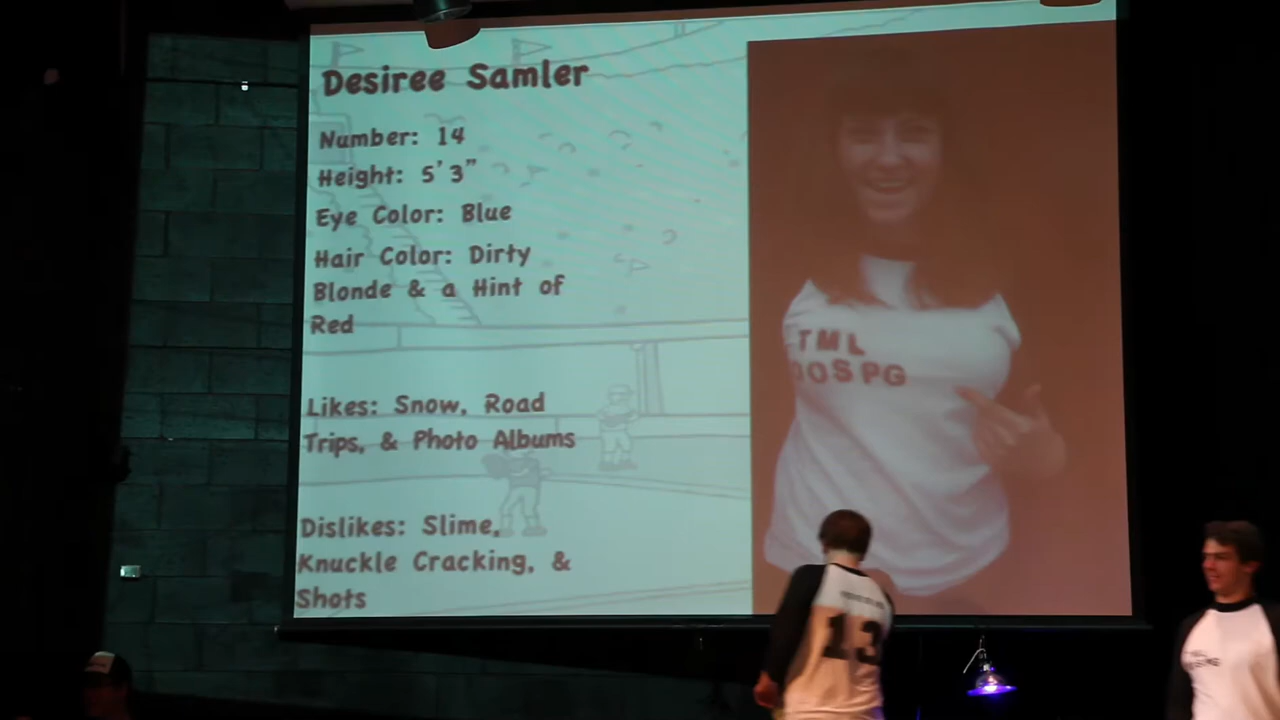 Desiree Samler
Number: 14
Height: 5'3"
Eye Color: Blue
Hair Color: Dirty
Blonde & a Hint of
Red
Likes: Snow, Road
Trips, & Photo Albums
Dislikes: Slime,
Knuckle Cracking, &
Shots
TML
OOSPG
13